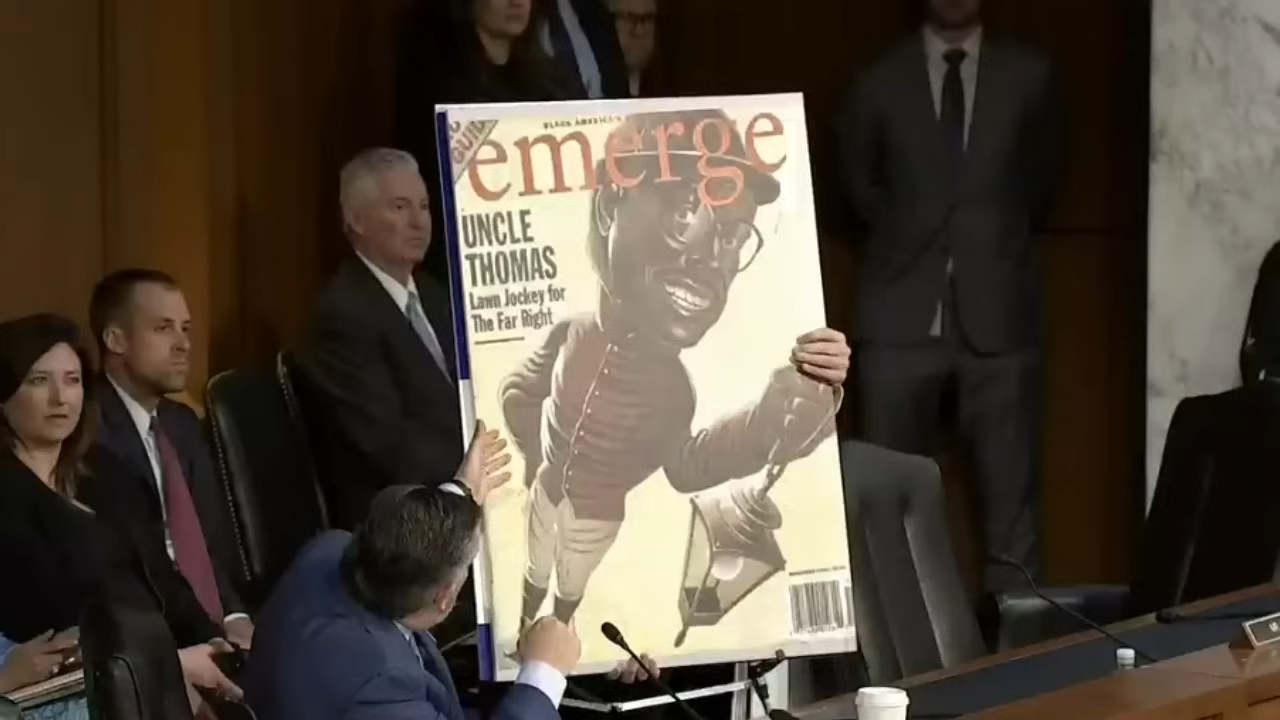 BLACK AMERICA'S
emerge
UNCLE
THOMAS
Lawn Jockey for
The Far Right